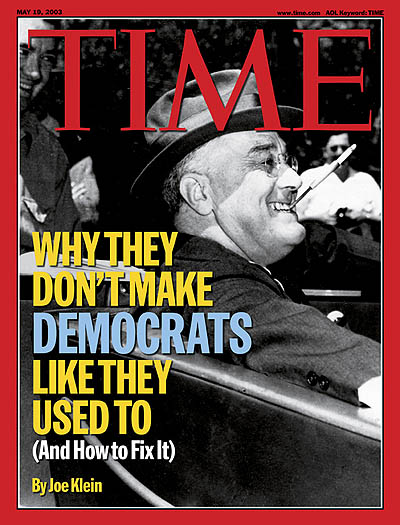 MAY 19, 2003
www.time.com AOL Keyword: TIME
TIME
WHY THEY
DON'T MAKE
DEMOCRATS
LIKE THEY
USED TO
(And How to Fix It)
By Joe Klein